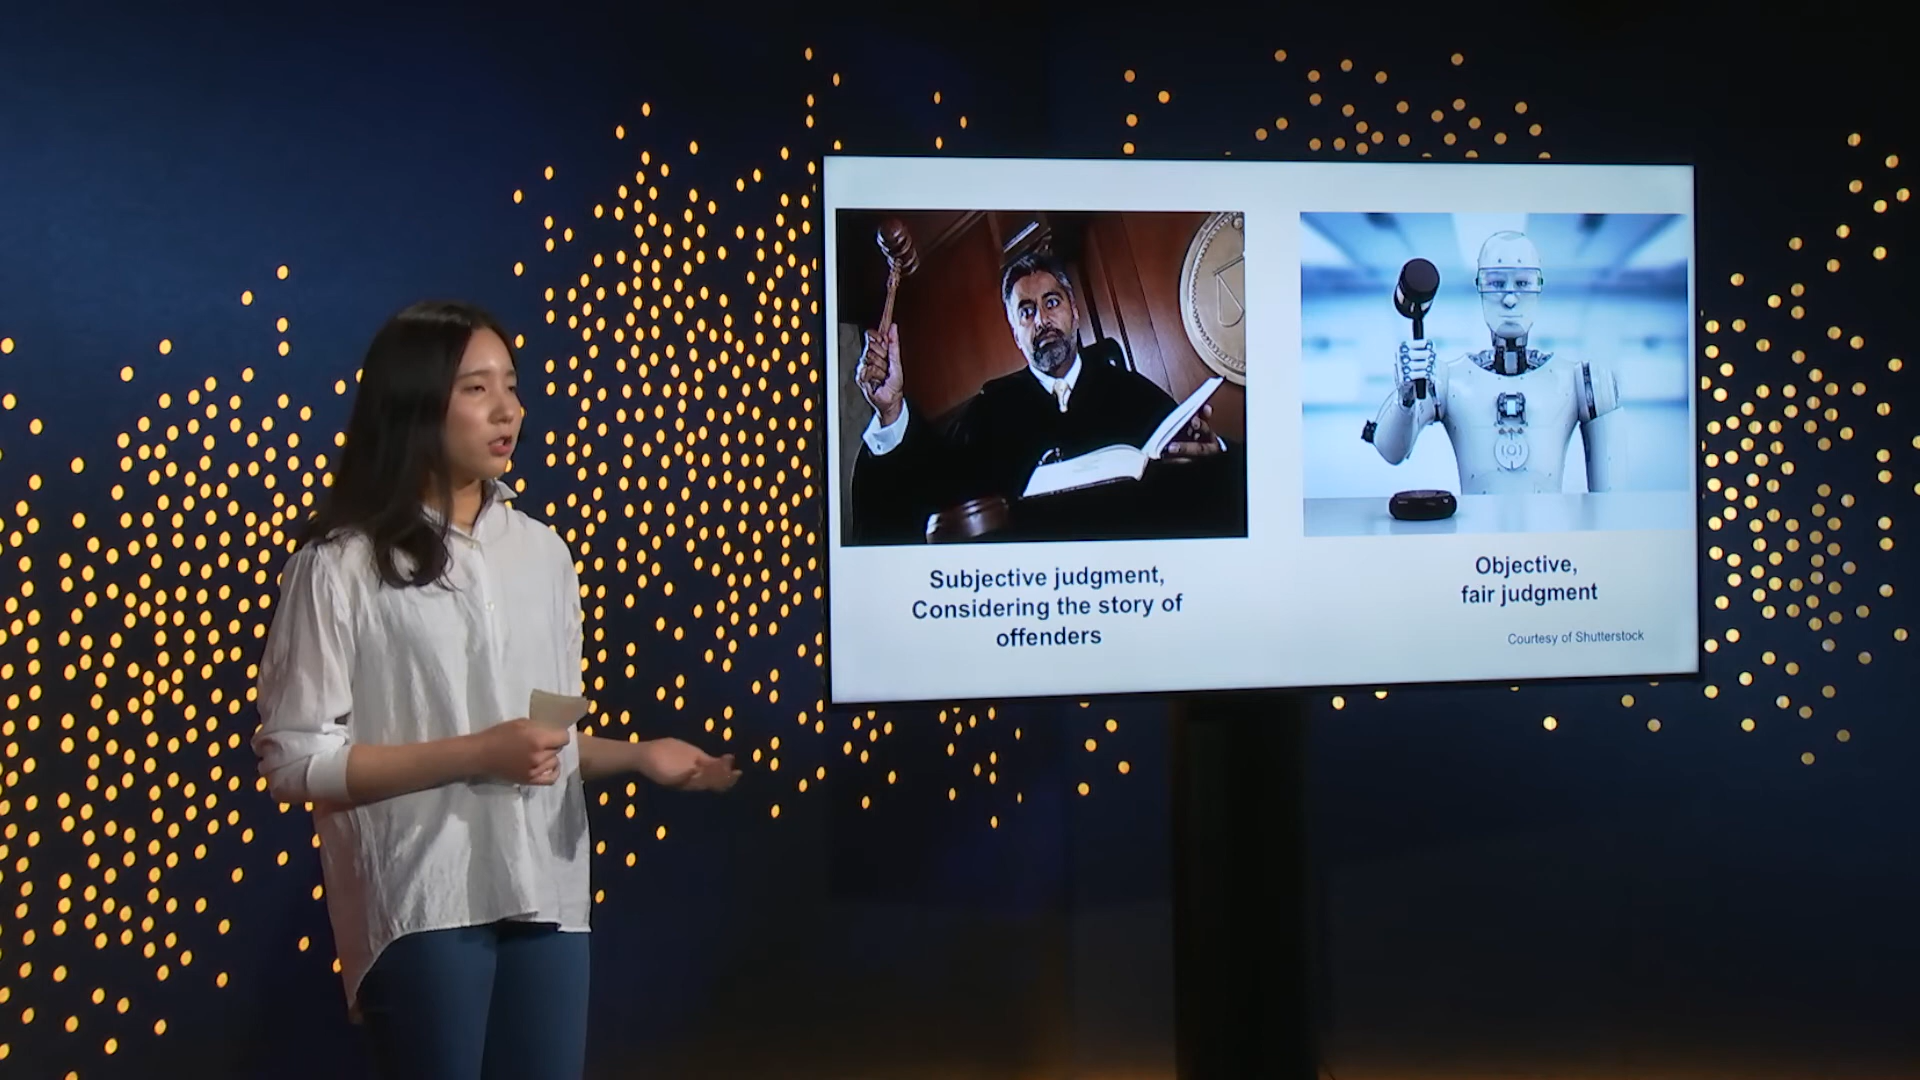 Subjective judgment,
Considering the story of
offenders
Objective,
fair judgment
Courtesy of Shutterstock